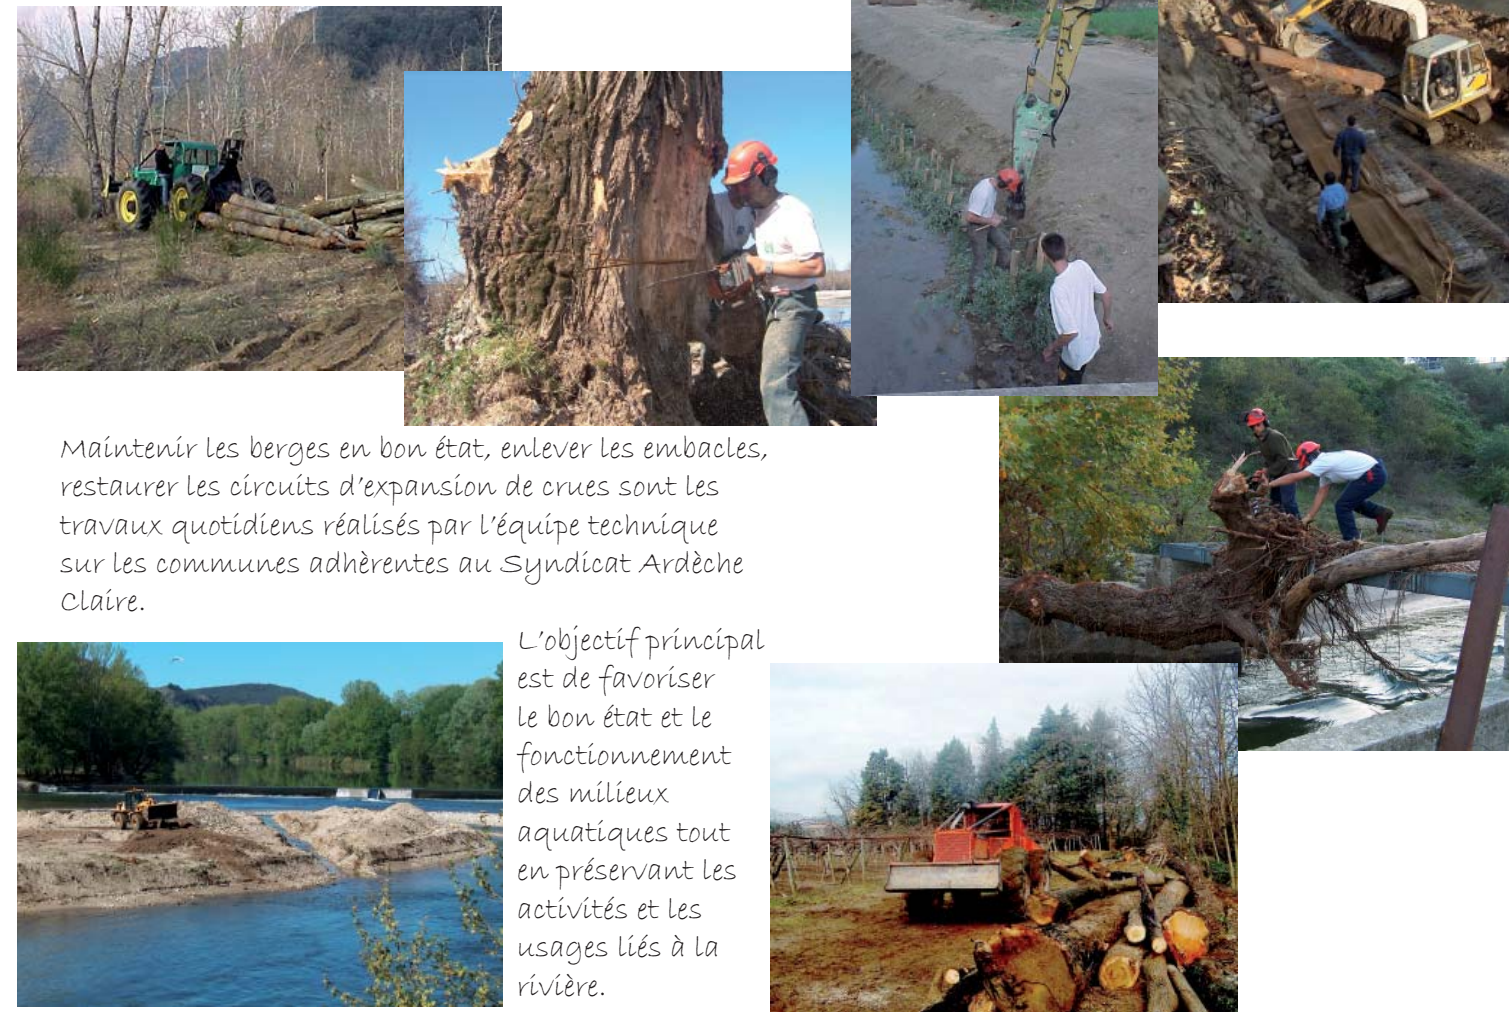 Maintenir les berges en bon état, enlever les embacles,
restaurer les circuits d'expansion de crues sont les
travaux quotidiens réalisés par l'équipe technique
sur les communes adhèrentes au Syndicat Ardèche
Claire.
L'objectif principal
est de favoriser
le bon état et le
fonctionnement
des milieux
aquatiques tout
en préservant les
activités et les
usages liés à la
rivière.